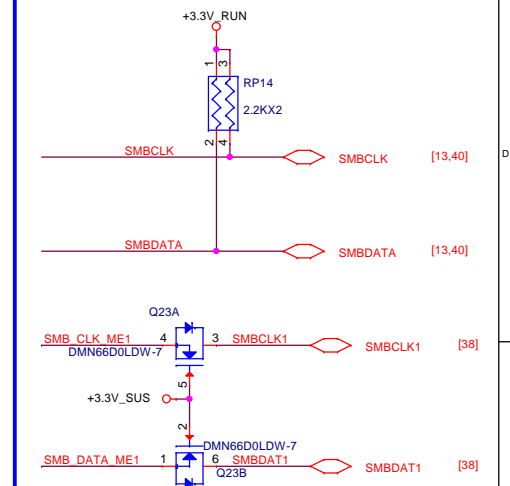 +3.3V_RUN
1 3
RP14
2.2KX2
2 4
SMBCLK
SMBCLK
[13,40]
D
SMBDATA
SMBDATA
[13,40]
Q23A
SMB_CLK_ME1
4
3
SMBCLK1
SMBCLK1
[38]
DMN66D0LDW-7
5
+3.3V_SUS
2
DMN66D0LDW-7
SMB_DATA_ME1
1
6
SMBDAT1
SMBDAT1
[38]
Q23B